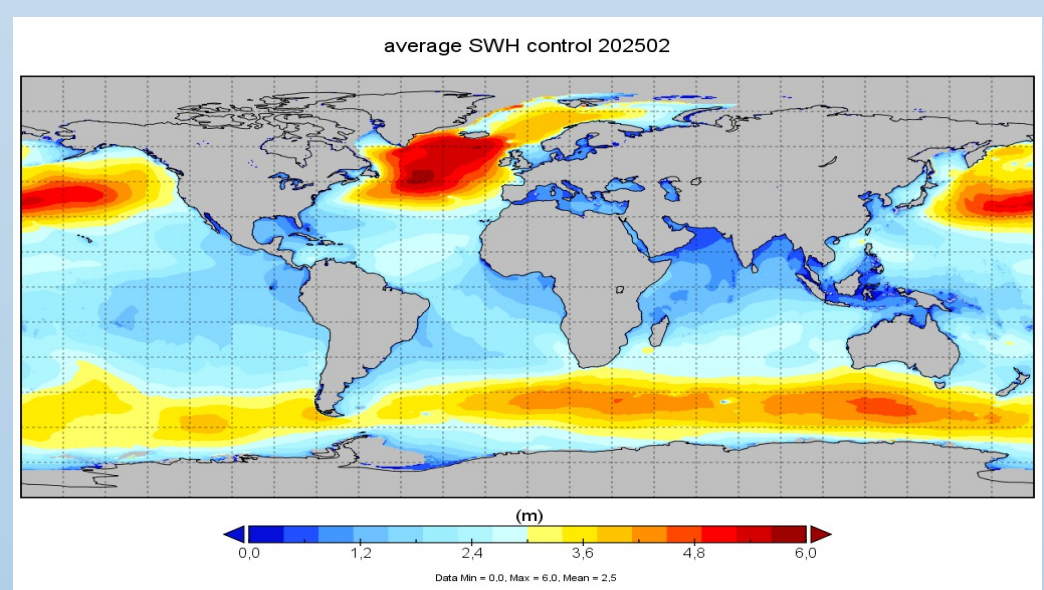 average SWH control 202502
(m)
0,0 1,2 2,4 3,6 4,8 6,0
Data Min = 0,0, Max = 6,0, Mean = 2,5